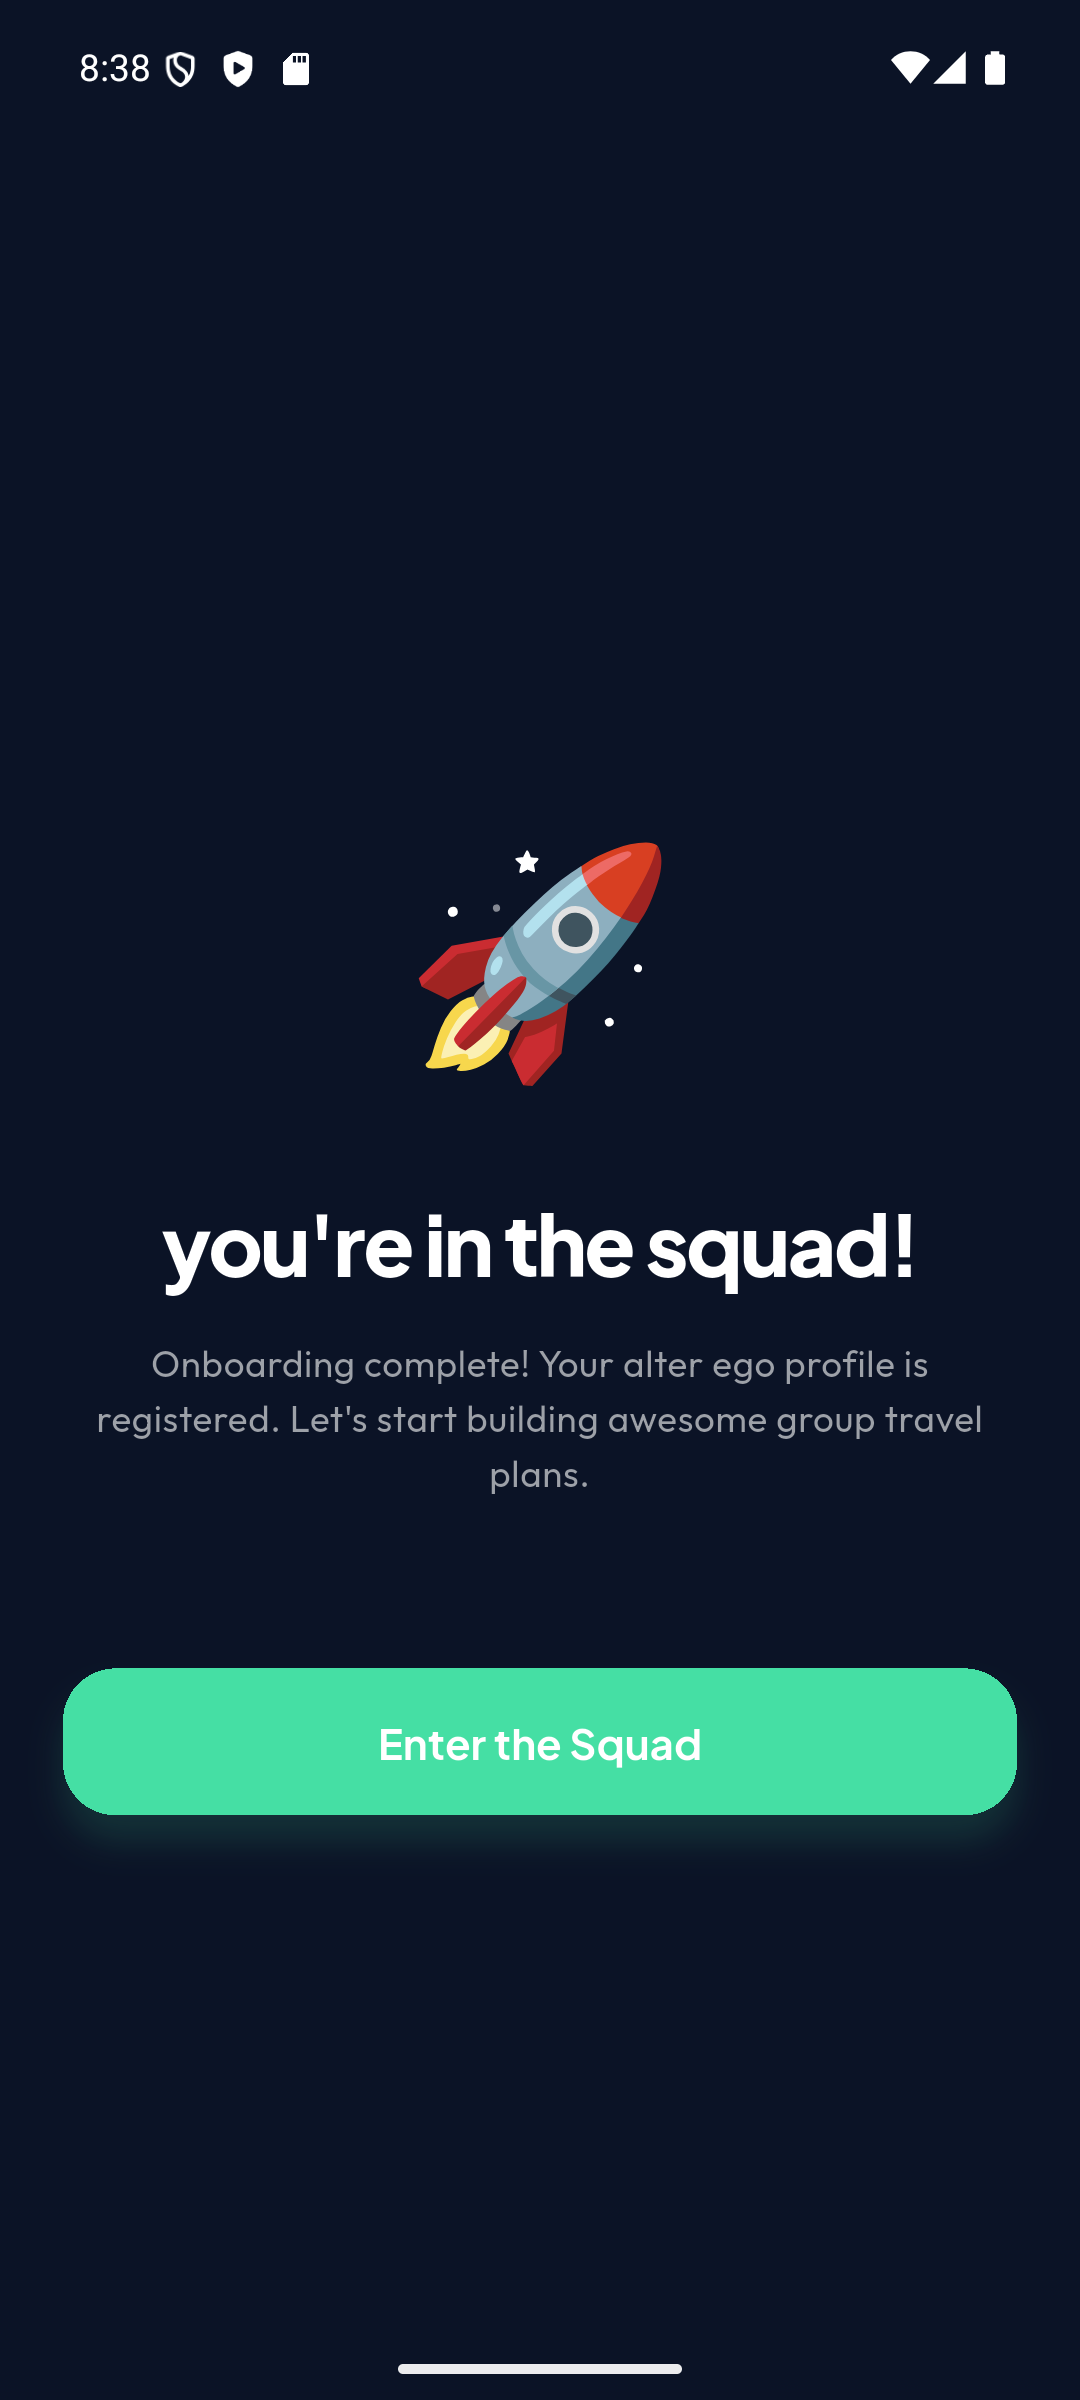 8:38
you're in the squad!
Onboarding complete! Your alter ego profile is
registered. Let's start building awesome group travel
plans.
Enter the Squad